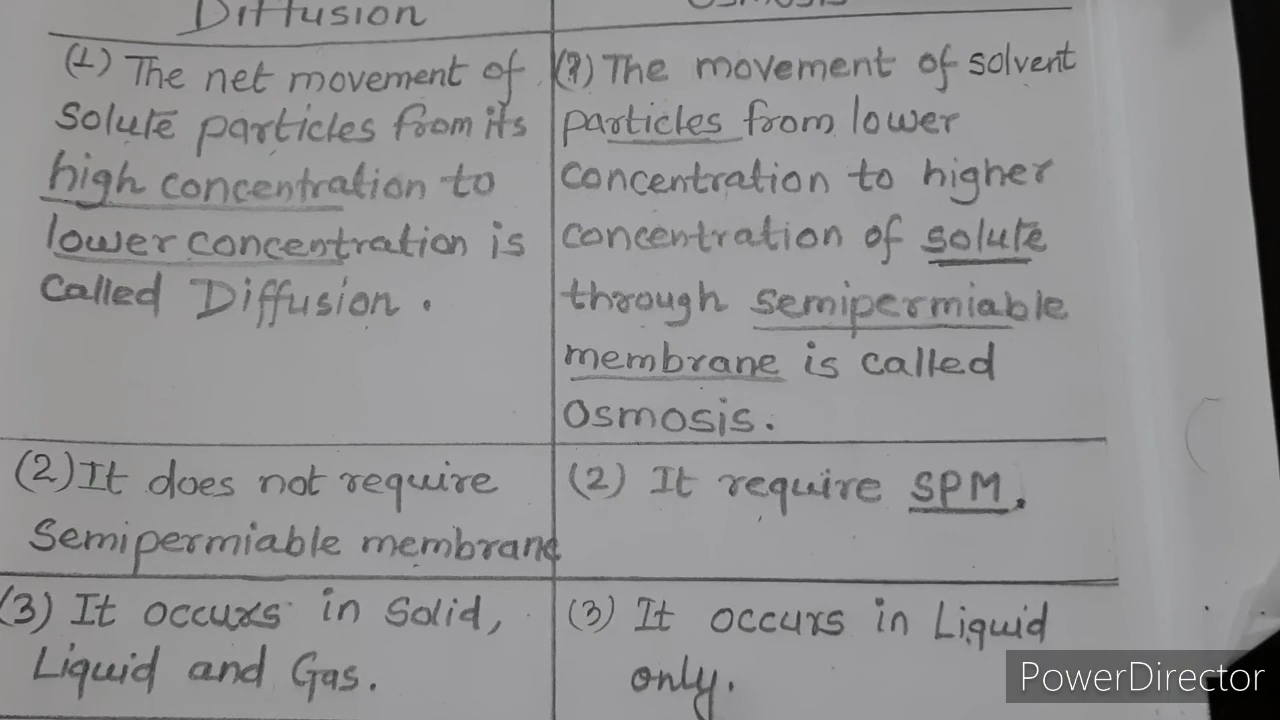 Diffusion
Osmosis
(1) The net movement of
solute particles from its
high concentration to
lower concentration is
called Diffusion.
(1) The movement of solvent
particles from lower
concentration to higher
concentration of solute
through semipermiable
membrane is called
Osmosis.
(2) It does not require
Semipermiable membrane
(2) It require SPM.
(3) It occurs in Solid,
Liquid and Gas.
(3) It occurs in Liquid
only.
PowerDirector